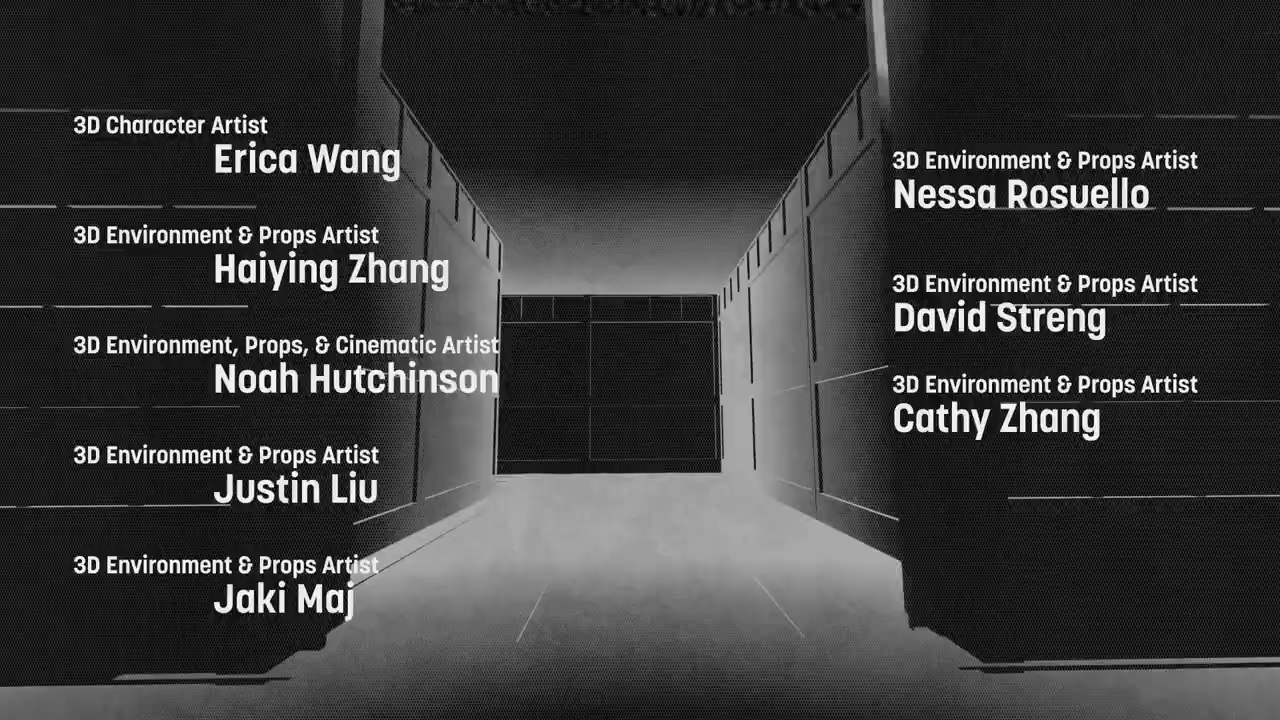 3D Character Artist
Erica Wang
3D Environment & Props Artist
Haiying Zhang
3D Environment, Props, & Cinematic Artist
Noah Hutchinson
3D Environment & Props Artist
Justin Liu
3D Environment & Props Artist
Jaki Maj
3D Environment & Props Artist
Nessa Rosuello
3D Environment & Props Artist
David Streng
3D Environment & Props Artist
Cathy Zhang